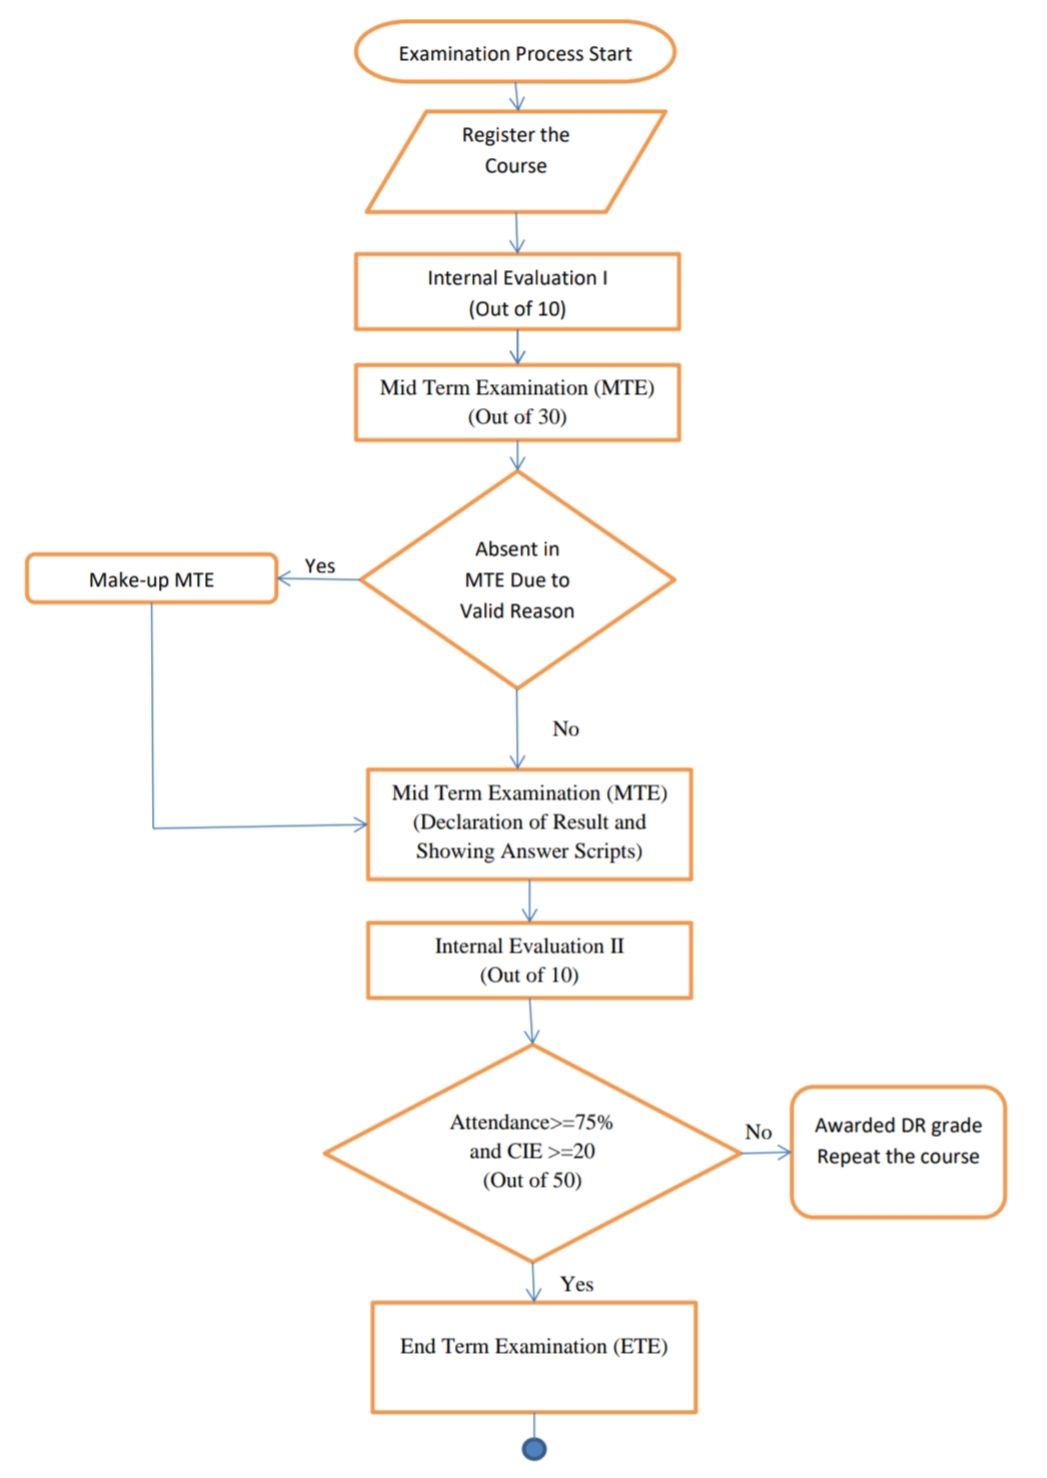 Examination Process Start
Register the
Course
Internal Evaluation I
(Out of 10)
Mid Term Examination (MTE)
(Out of 30)
Absent in
MTE Due to
Valid Reason
Yes
Make-up MTE
No
Mid Term Examination (MTE)
(Declaration of Result and
Showing Answer Scripts)
Internal Evaluation II
(Out of 10)
Attendance>=75%
and CIE >=20
(Out of 50)
No
Awarded DR grade
Repeat the course
Yes
End Term Examination (ETE)